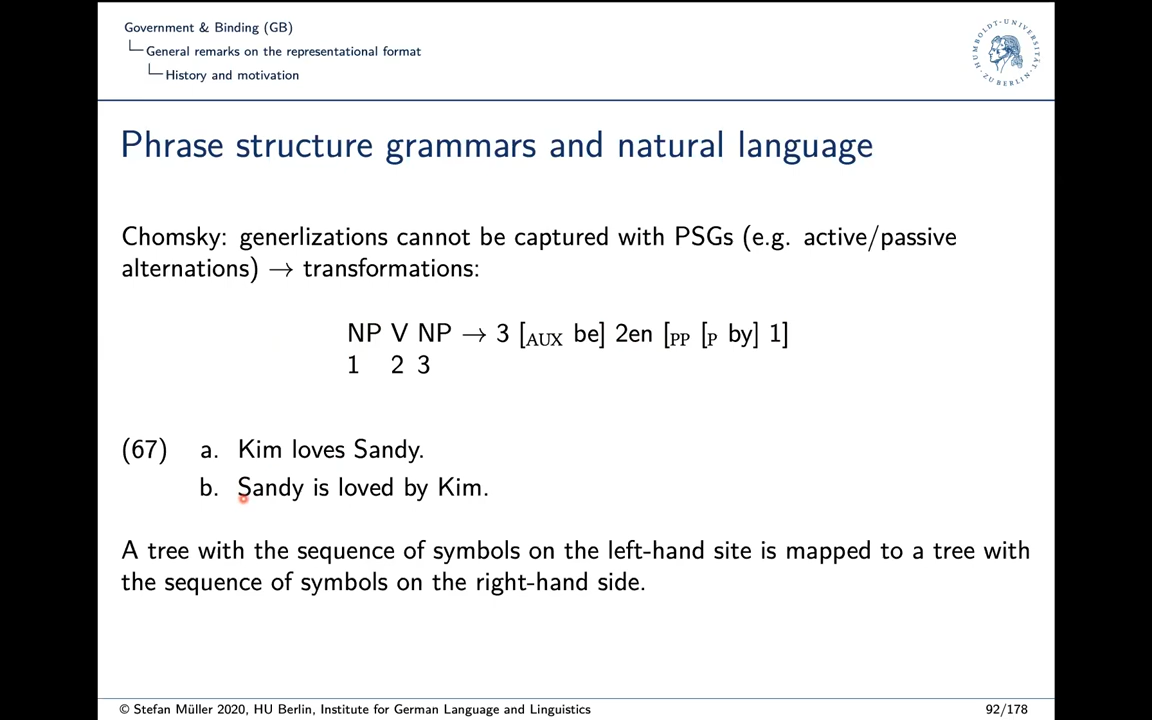 Government & Binding (GB)
General remarks on the representational format
History and motivation
HUMBOLDT-UNIVERSITÄT · ZU BERLIN ·
Phrase structure grammars and natural language
Chomsky: generlizations cannot be captured with PSGs (e.g. active/passive
alternations) → transformations:
NP V NP → 3 [AUX be] 2en [PP [P by] 1]
1 2 3
(67) a. Kim loves Sandy.
b. Sandy is loved by Kim.
A tree with the sequence of symbols on the left-hand site is mapped to a tree with
the sequence of symbols on the right-hand side.
© Stefan Müller 2020, HU Berlin, Institute for German Language and Linguistics 92/178